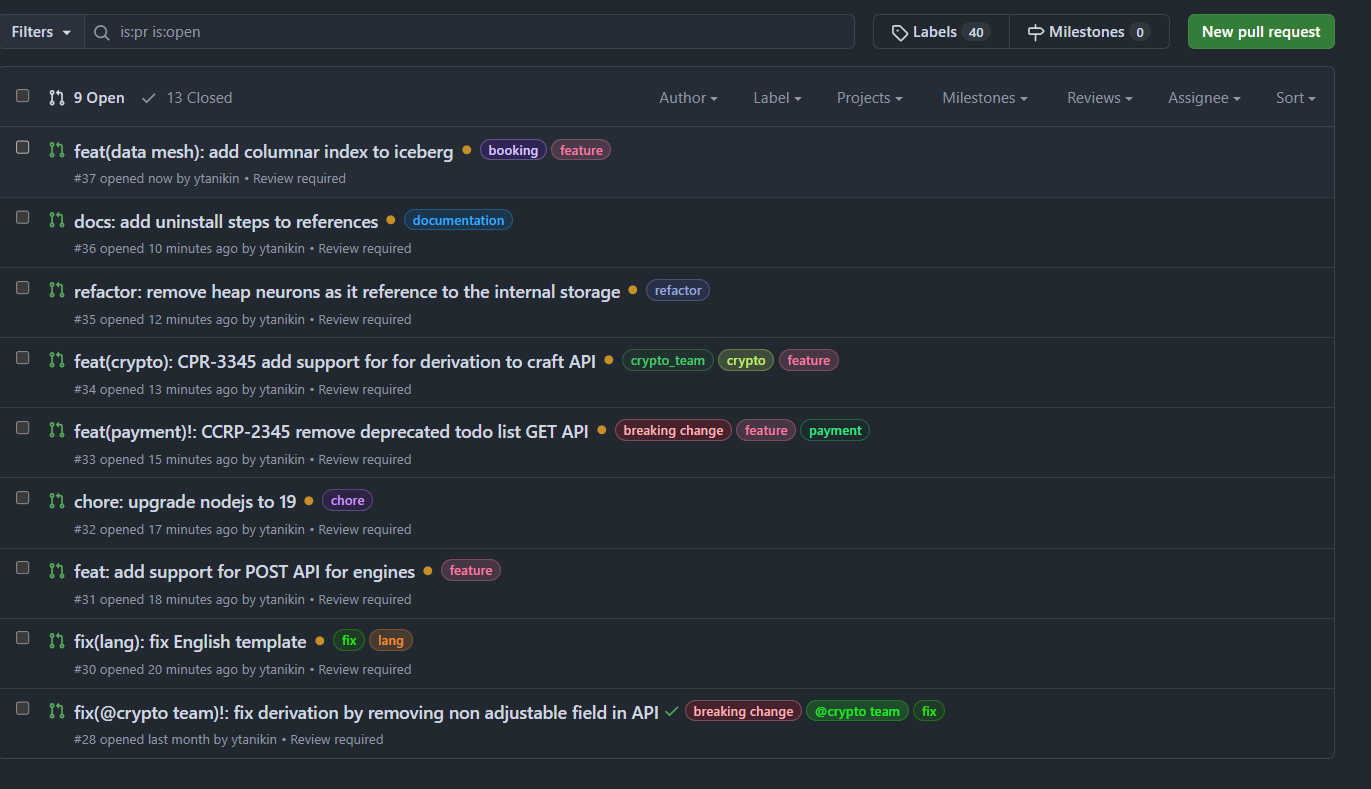 Filters is:pr is:open Labels 40 Milestones 0 New pull request
9 Open 13 Closed Author Label Projects Milestones Reviews Assignee Sort
feat(data mesh): add columnar index to iceberg booking feature
#37 opened now by ytanikin • Review required
docs: add uninstall steps to references documentation
#36 opened 10 minutes ago by ytanikin • Review required
refactor: remove heap neurons as it reference to the internal storage refactor
#35 opened 12 minutes ago by ytanikin • Review required
feat(crypto): CPR-3345 add support for for derivation to craft API crypto_team crypto feature
#34 opened 13 minutes ago by ytanikin • Review required
feat(payment)!: CCRP-2345 remove deprecated todo list GET API breaking change feature payment
#33 opened 15 minutes ago by ytanikin • Review required
chore: upgrade nodejs to 19 chore
#32 opened 17 minutes ago by ytanikin • Review required
feat: add support for POST API for engines feature
#31 opened 18 minutes ago by ytanikin • Review required
fix(lang): fix English template fix lang
#30 opened 20 minutes ago by ytanikin • Review required
fix(@crypto team)!: fix derivation by removing non adjustable field in API breaking change @crypto team fix
#28 opened last month by ytanikin • Review required